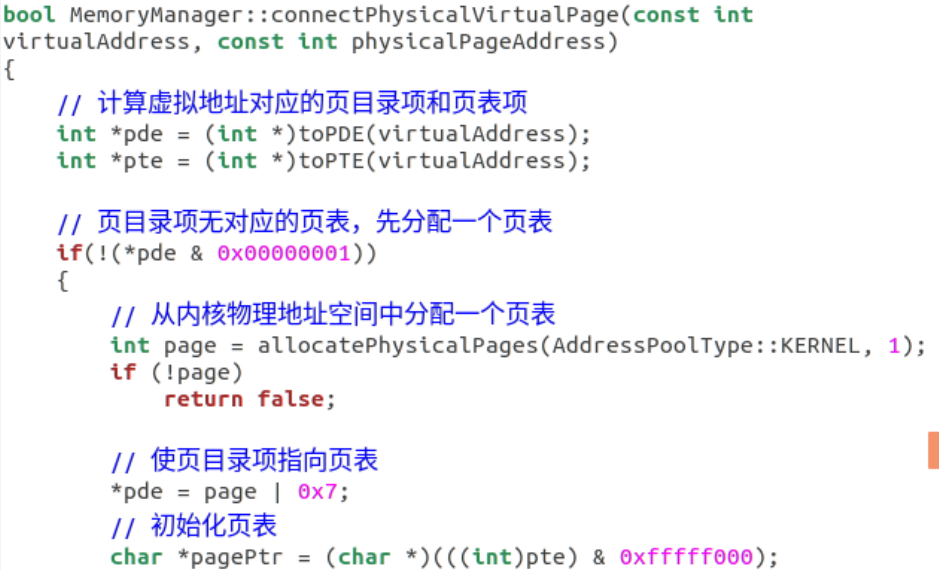 bool MemoryManager::connectPhysicalVirtualPage(const int
virtualAddress, const int physicalPageAddress)
{
    // 计算虚拟地址对应的页目录项和页表项
    int *pde = (int *)toPDE(virtualAddress);
    int *pte = (int *)toPTE(virtualAddress);

    // 页目录项无对应的页表，先分配一个页表
    if(!(*pde & 0x00000001))
    {
        // 从内核物理地址空间中分配一个页表
        int page = allocatePhysicalPages(AddressPoolType::KERNEL, 1);
        if (!page)
            return false;

        // 使页目录项指向页表
        *pde = page | 0x7;
        // 初始化页表
        char *pagePtr = (char *)(((int)pte) & 0xfffff000);